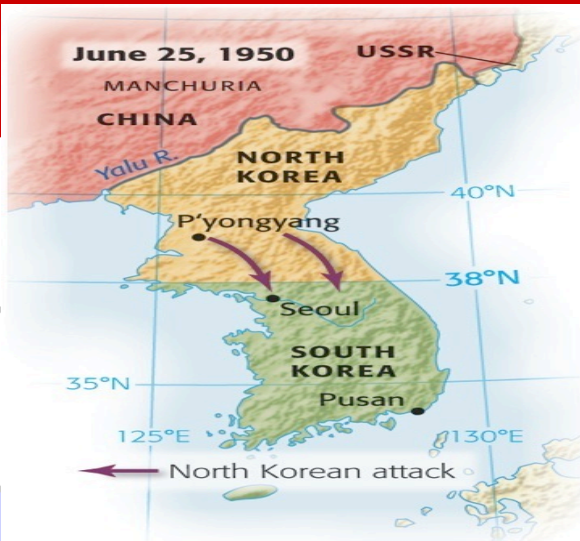 June 25, 1950
USSR
MANCHURIA
CHINA
Yalu R.
NORTH
KOREA
40°N
P'yongyang
38°N
Seoul
SOUTH
KOREA
35°N
Pusan
125°E
130°E
North Korean attack